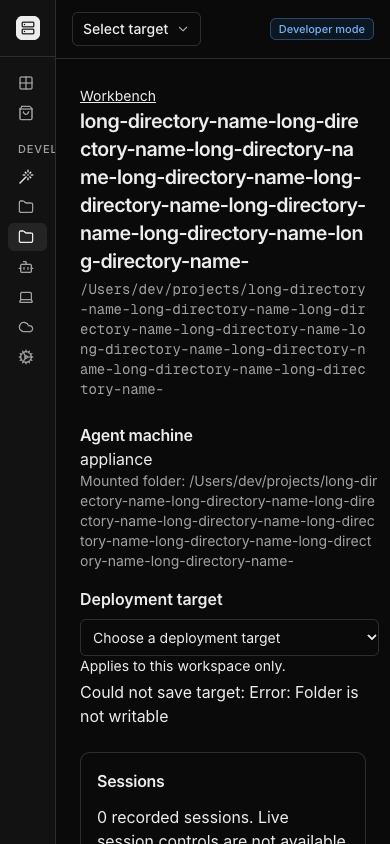 Select target
Developer mode
DEVEL
Workbench
long-directory-name-long-dire
ctory-name-long-directory-na
me-long-directory-name-long-
directory-name-long-directory-
name-long-directory-name-lon
g-directory-name-
/Users/dev/projects/long-directory
-name-long-directory-name-long-dir
ectory-name-long-directory-name-lo
ng-directory-name-long-directory-n
ame-long-directory-name-long-direc
tory-name-
Agent machine
appliance
Mounted folder: /Users/dev/projects/long-dir
ectory-name-long-directory-name-long-dire
ctory-name-long-directory-name-long-direc
tory-name-long-directory-name-long-direct
ory-name-long-directory-name-
Deployment target
Choose a deployment target
Applies to this workspace only.
Could not save target: Error: Folder is
not writable
Sessions
0 recorded sessions. Live
session controls are not available